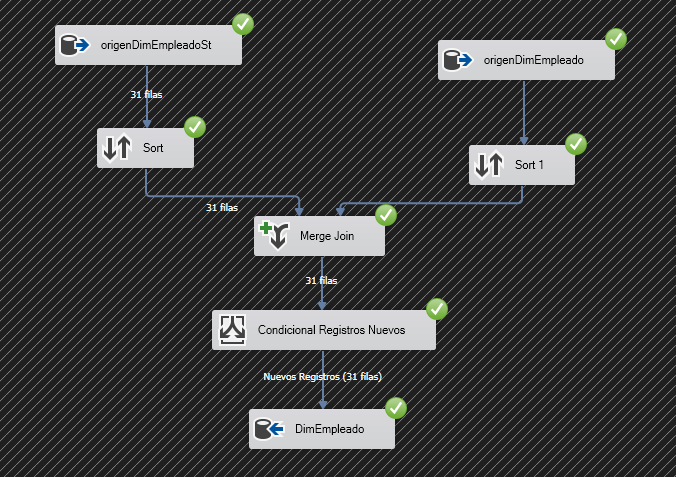 origenDimEmpleadoSt
origenDimEmpleado
31 filas
Sort
Sort 1
31 filas
Merge Join
31 filas
Condicional Registros Nuevos
Nuevos Registros (31 filas)
DimEmpleado